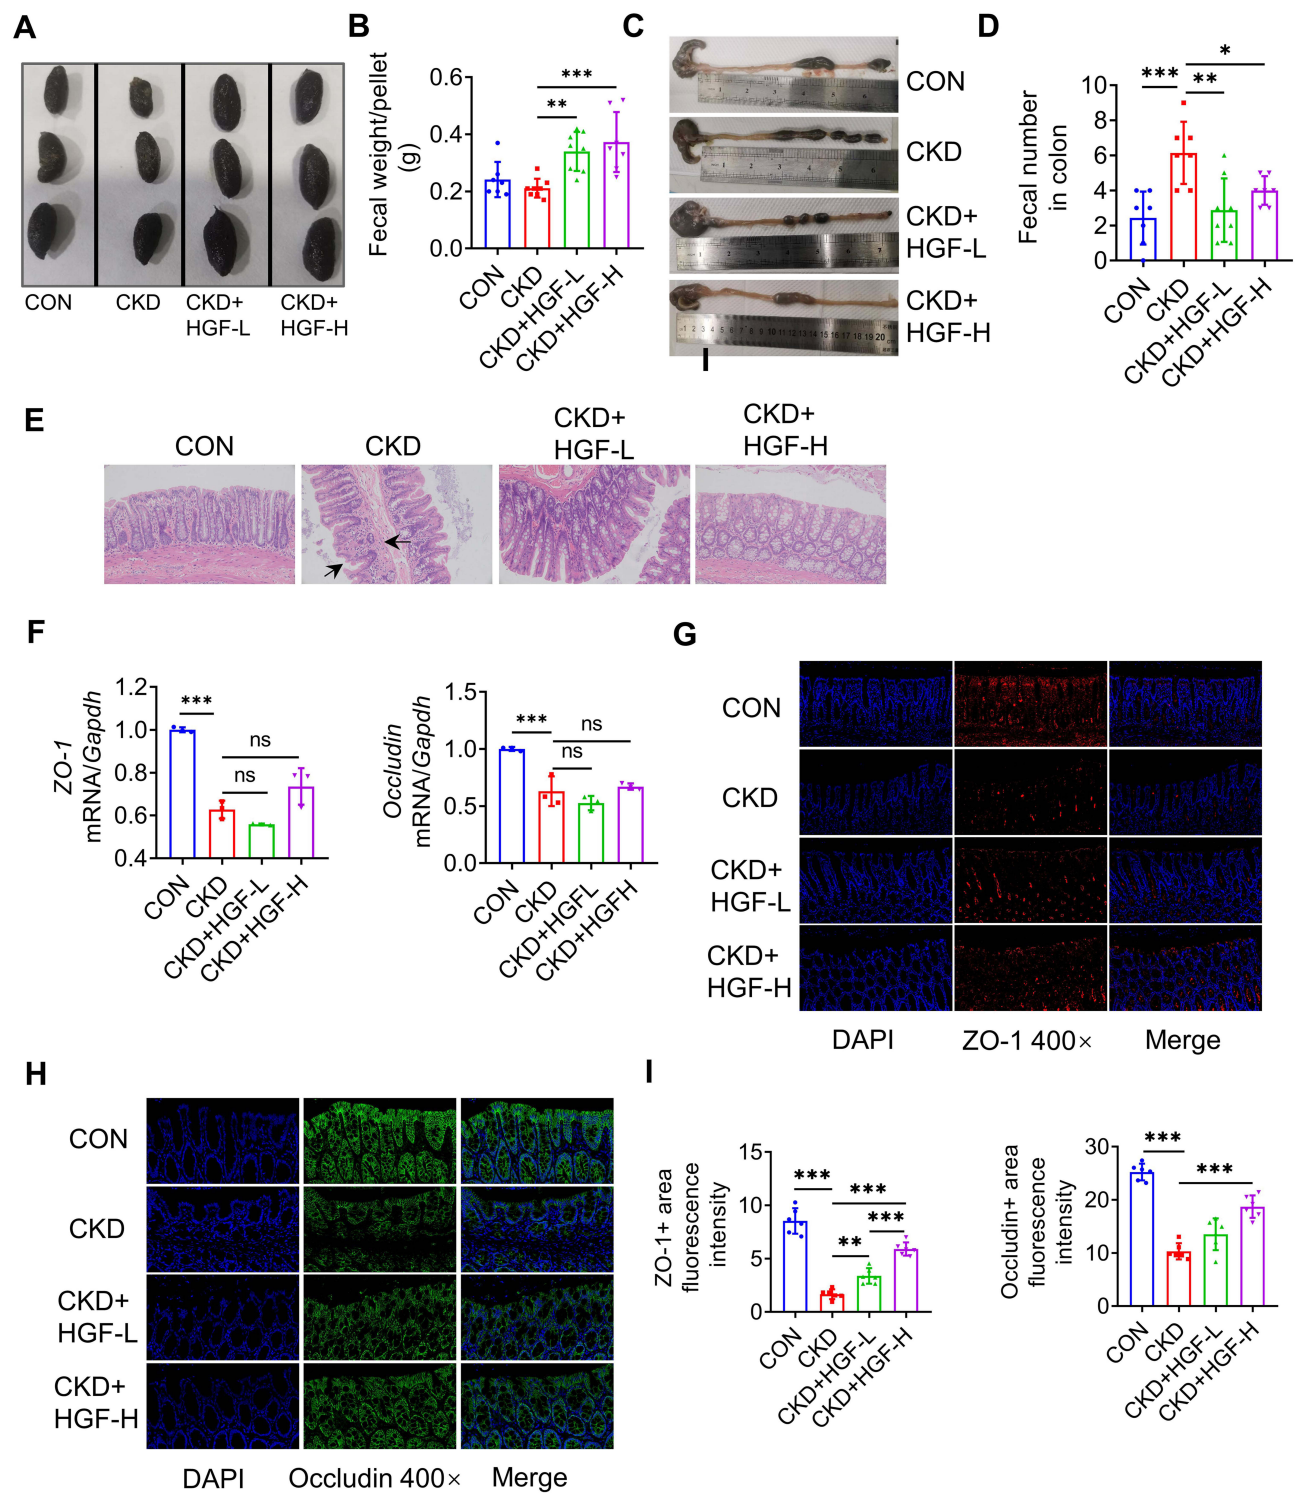 A
CON
CKD
CKD+
HGF-L
CKD+
HGF-H
B
Fecal weight/pellet
(g)
0.6
0.4
0.2
0.0
***
**
CON
CKD
CKD+HGF-L
CKD+HGF-H
C
CON
CKD
CKD+
HGF-L
CKD+
HGF-H
D
Fecal number
in colon
10
8
6
4
2
0
***
**
*
CON
CKD
CKD+HGF-L
CKD+HGF-H
E
CON
CKD
CKD+
HGF-L
CKD+
HGF-H
F
ZO-1
mRNA/Gapdh
1.2
1.0
0.8
0.6
0.4
***
ns
ns
CON
CKD
CKD+HGF-L
CKD+HGF-H
Occludin
mRNA/Gapdh
1.5
1.0
0.5
0.0
***
ns
ns
CON
CKD
CKD+HGFL
CKD+HGFH
G
CON
CKD
CKD+
HGF-L
CKD+
HGF-H
DAPI
ZO-1 400×
Merge
H
CON
CKD
CKD+
HGF-L
CKD+
HGF-H
DAPI
Occludin 400×
Merge
I
ZO-1+ area
fluorescence
intensity
15
10
5
0
***
***
***
**
CON
CKD
CKD+HGF-L
CKD+HGF-H
Occludin+ area
fluorescence
intensity
30
20
10
0
***
***
CON
CKD
CKD+HGF-L
CKD+HGF-H